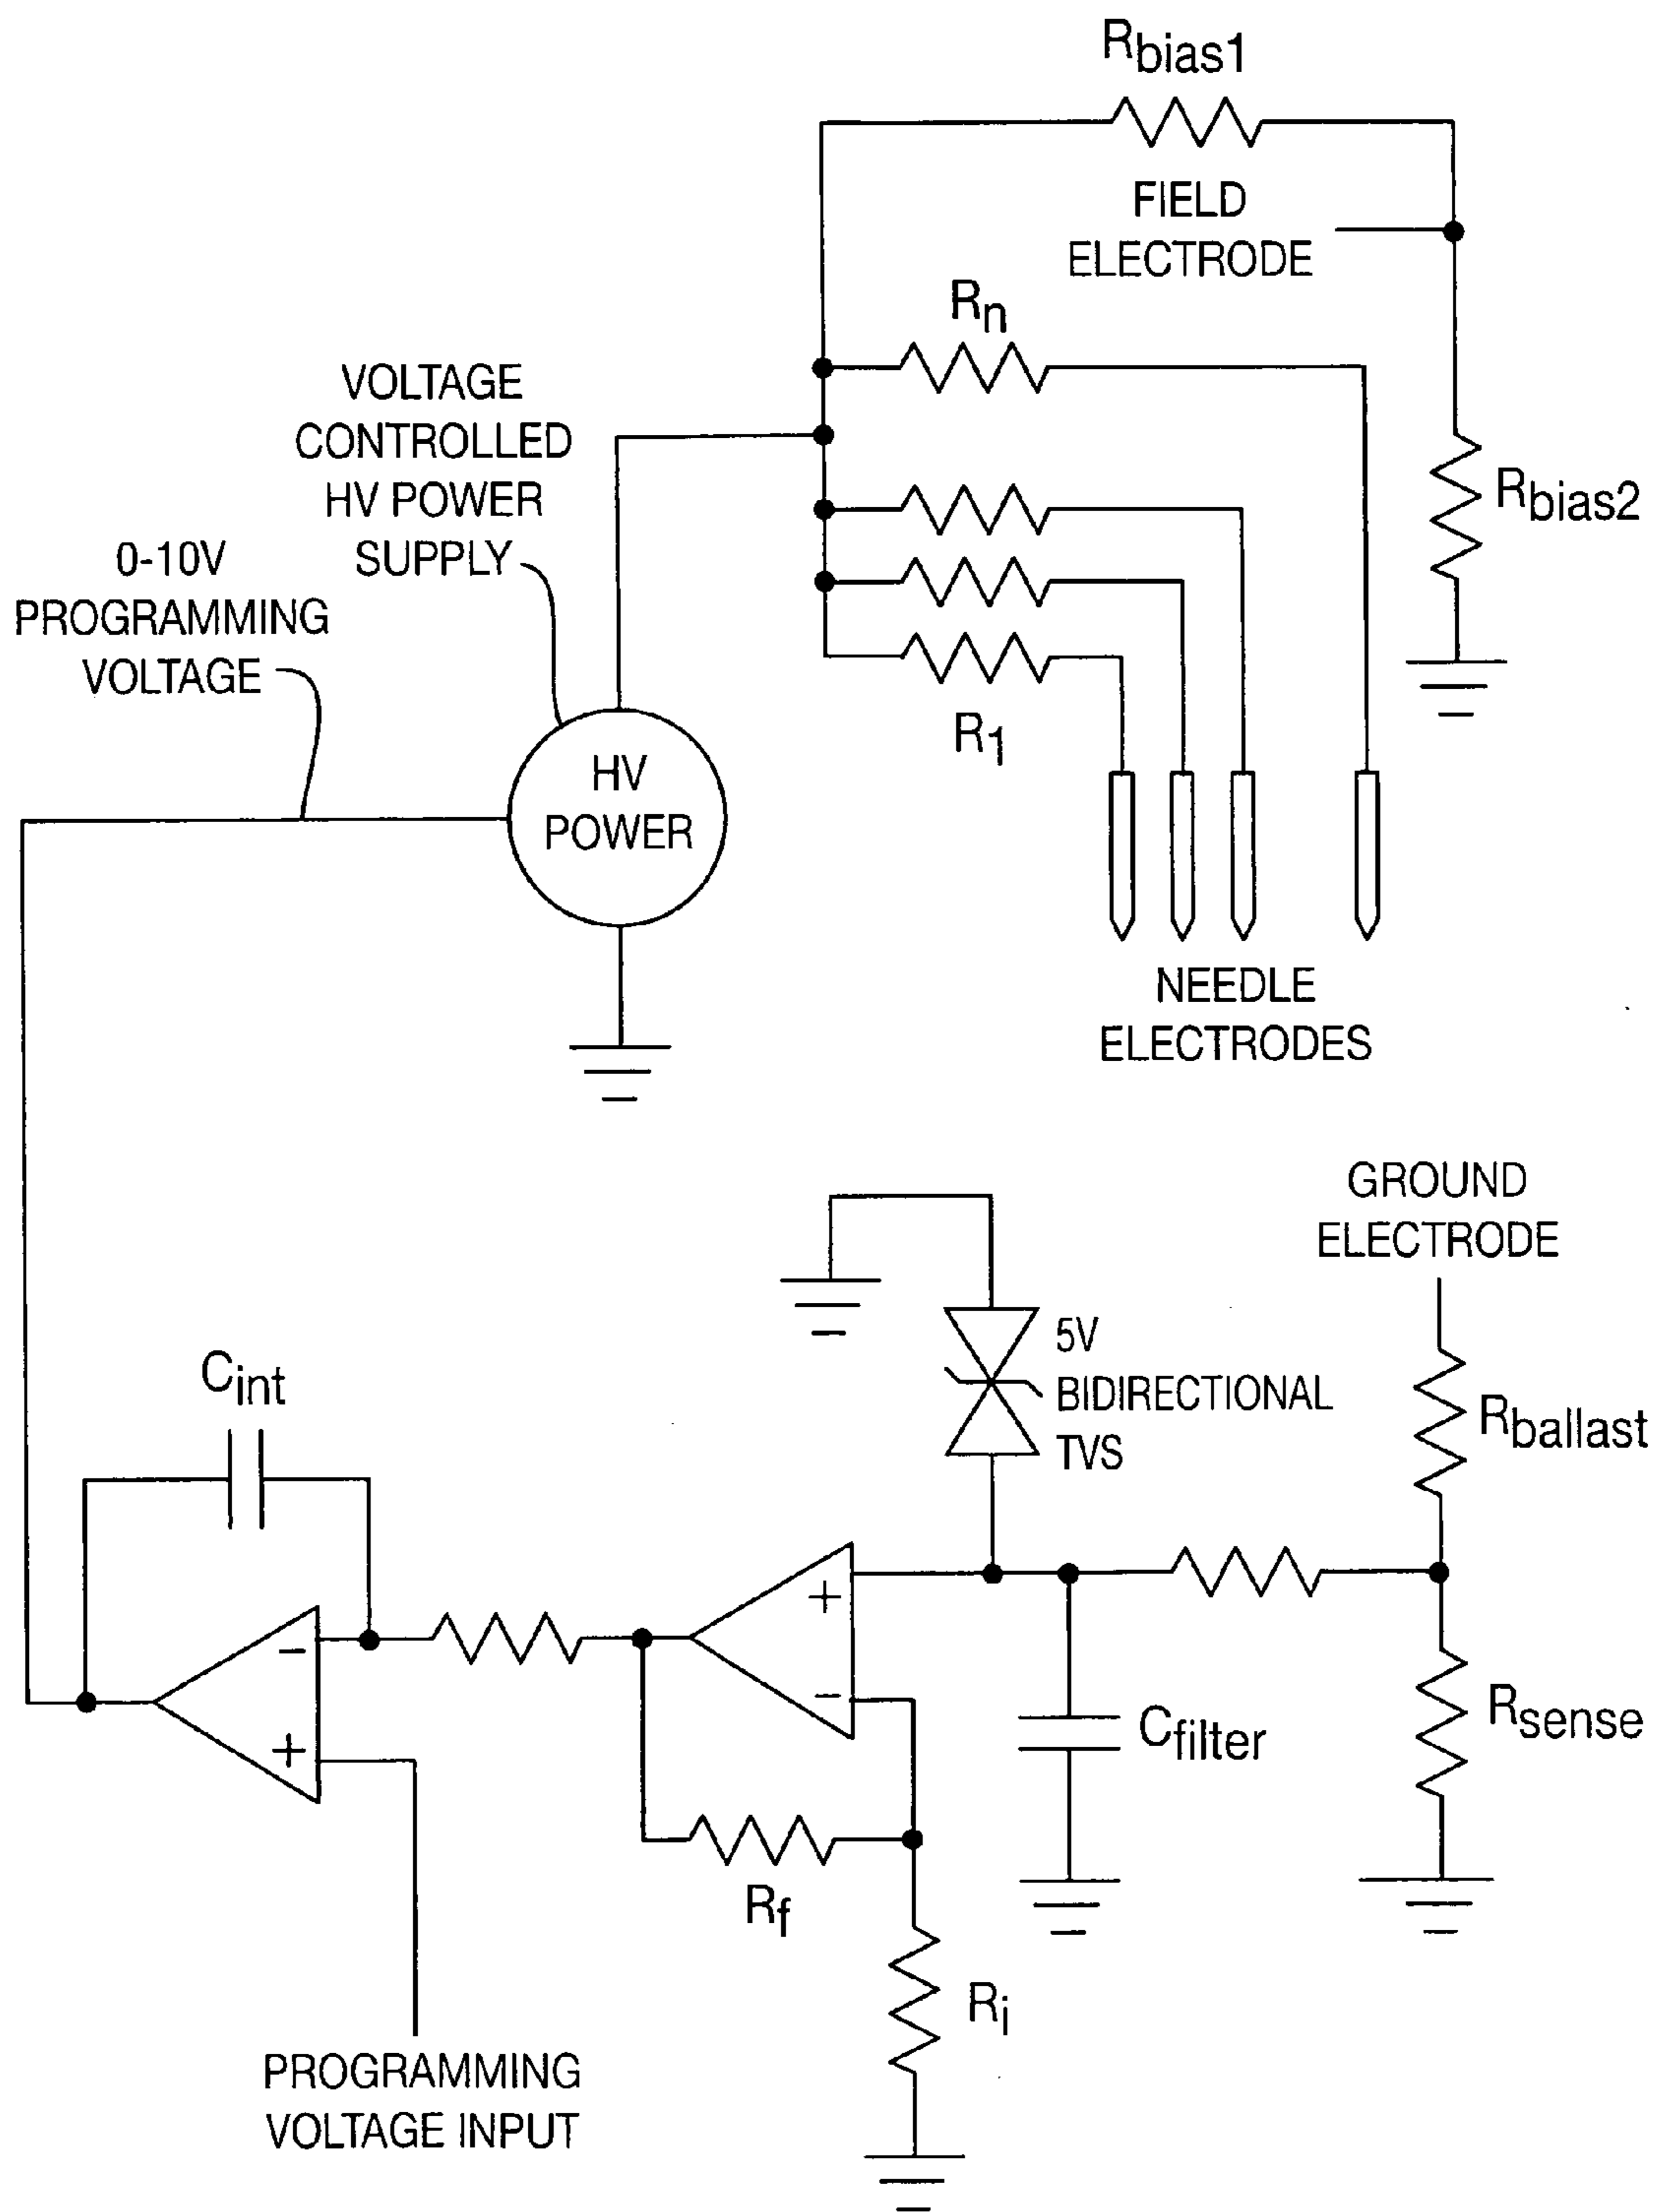 Rbias1
FIELD
ELECTRODE
Rn
VOLTAGE
CONTROLLED
HV POWER
SUPPLY
Rbias2
0-10V
PROGRAMMING
VOLTAGE
R1
HV
POWER
NEEDLE
ELECTRODES
GROUND
ELECTRODE
5V
BIDIRECTIONAL
TVS
Cint
Rballast
+
-
-
+
Cfilter
Rsense
Rf
Ri
PROGRAMMING
VOLTAGE INPUT